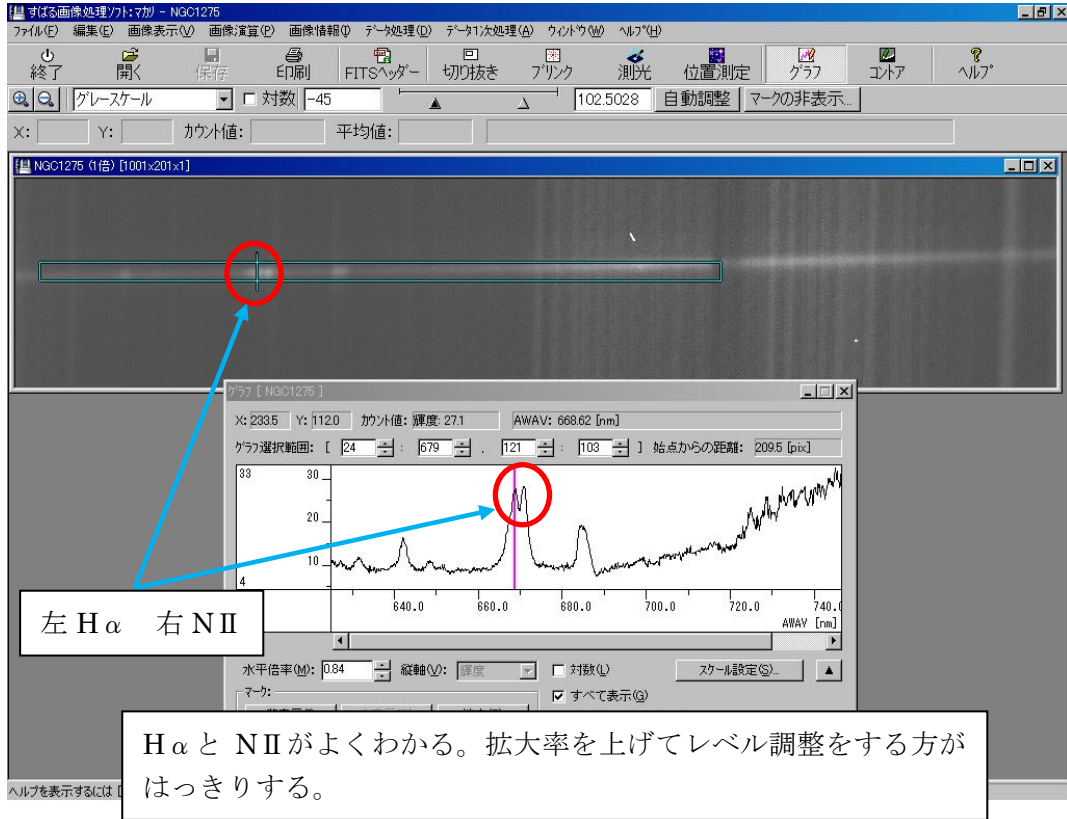 すばる画像処理ソフト:マカリ - NGC1275
ファイル(F) 編集(E) 画像表示(V) 画像演算(P) 画像情報(I) データ処理(D) データ1次処理(A) ウィンドウ(W) ヘルプ(H)
終了 開く 保存 印刷 FITSヘッダー 切り抜き ブリンク 測光 位置測定 グラフ コントア ヘルプ
グレースケール 対数 -45 102.5028 自動調整 マークの非表示...
X: Y: カウント値: 平均値:
NGC1275 (1倍) [1001x201x1]
グラフ [ NGC1275 ]
X: 233.5 Y: 112.0 カウント値: 輝度: 27.1 AWAV: 668.62 [nm]
グラフ選択範囲: [ 24 : 679 , 121 : 103 ] 始点からの距離: 209.5 [pix]
33 30
20
10
4
640.0 660.0 680.0 700.0 720.0 740.0
AWAV [nm]
左Hα 右NⅡ
水平倍率(M): 0.84 縦軸(V): 輝度 対数(L) スケール設定(S)... ▲
マーク: すべて表示(G)
HαとNⅡがよくわかる。拡大率を上げてレベル調整をする方が
はっきりする。
ヘルプを表示するには [